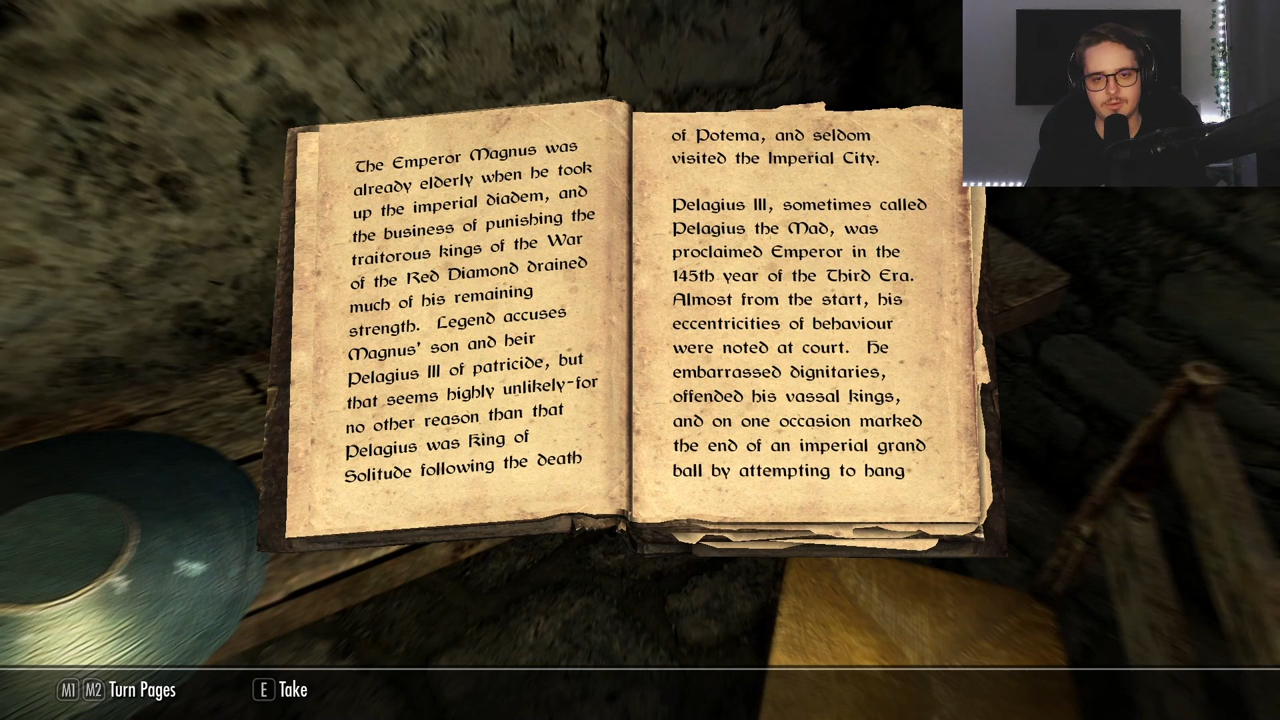 The Emperor Magnus was
already elderly when he took
up the imperial diadem, and
the business of punishing the
traitorous kings of the War
of the Red Diamond drained
much of his remaining
strength. Legend accuses
Magnus' son and heir
Pelagius III of patricide, but
that seems highly unlikely-for
no other reason than that
Pelagius was King of
Solitude following the death
of Potema, and seldom
visited the Imperial City.
Pelagius III, sometimes called
Pelagius the Mad, was
proclaimed Emperor in the
145th year of the Third Era.
Almost from the start, his
eccentricities of behaviour
were noted at court. He
embarrassed dignitaries,
offended his vassal kings,
and on one occasion marked
the end of an imperial grand
ball by attempting to hang
M1 M2 Turn Pages
E Take